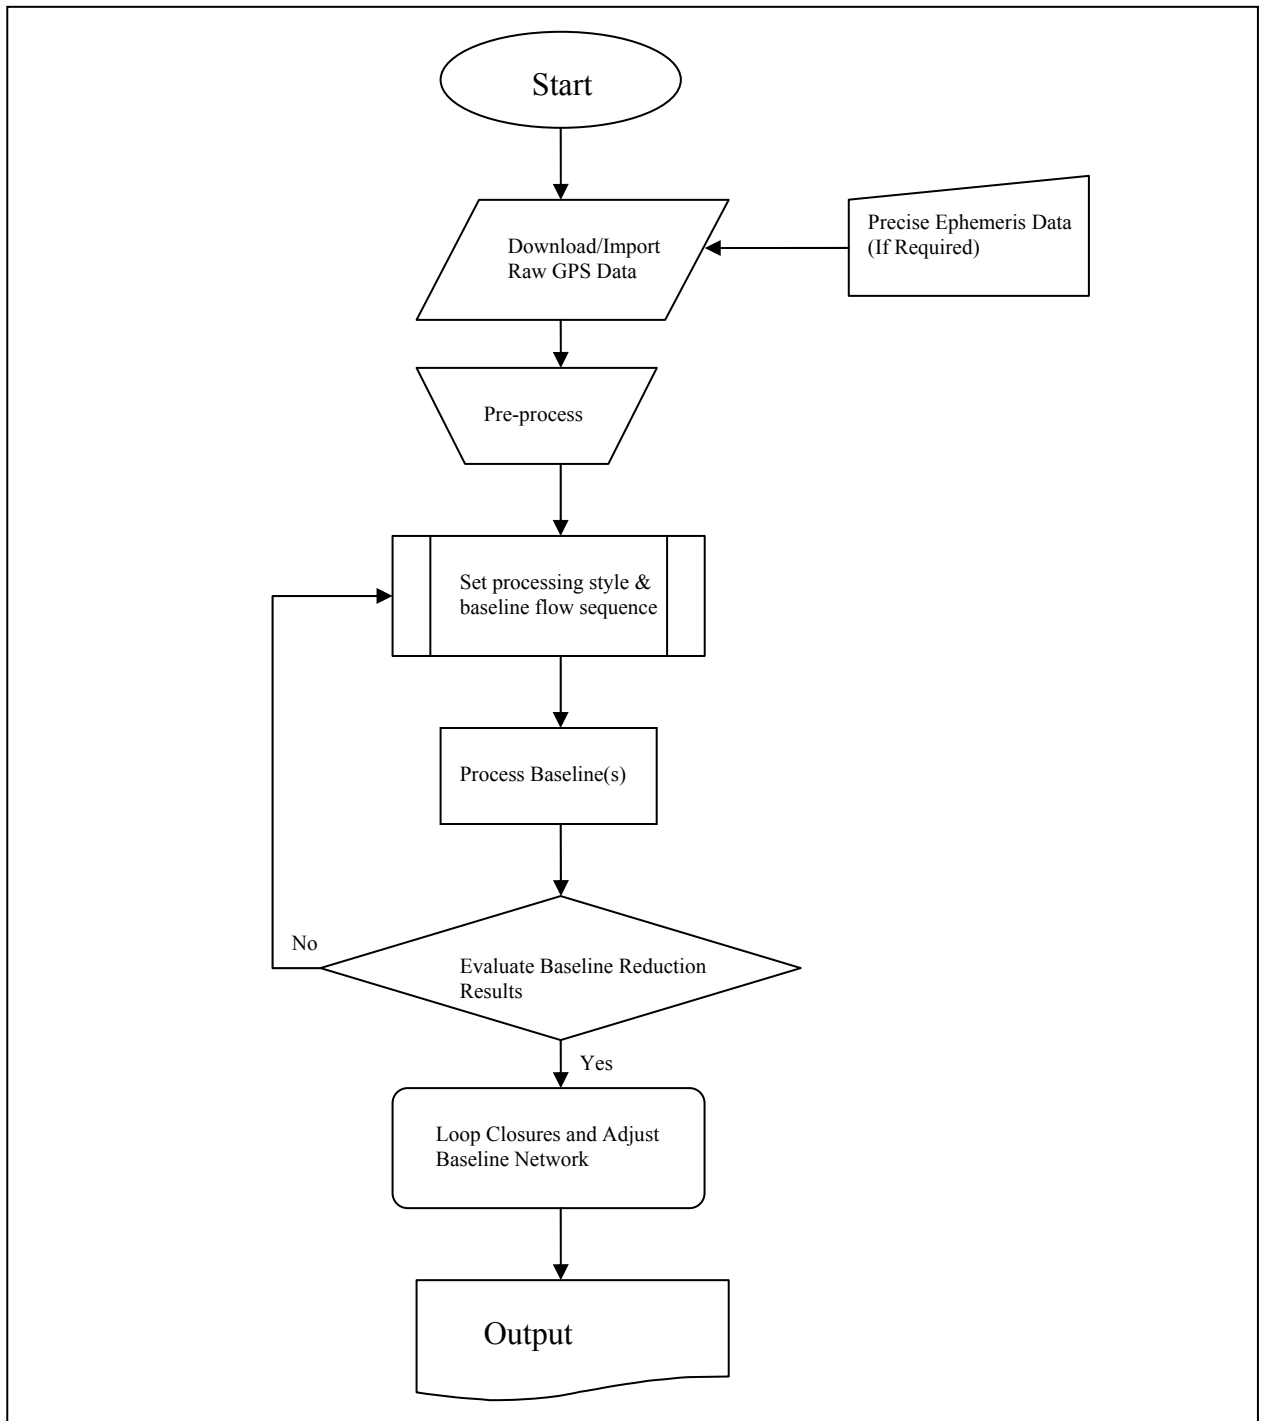 Start
Download/Import
Raw GPS Data
Precise Ephemeris Data
(If Required)
Pre-process
Set processing style &
baseline flow sequence
Process Baseline(s)
Evaluate Baseline Reduction
Results
No
Yes
Loop Closures and Adjust
Baseline Network
Output